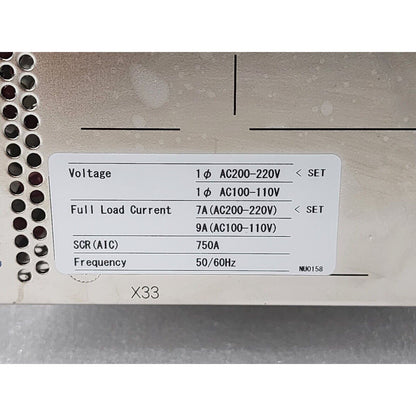 Voltage 1φ AC200-220V < SET
1φ AC100-110V
Full Load Current 7A(AC200-220V) < SET
9A(AC100-110V)
SCR(AIC) 750A
Frequency 50/60Hz
NU0158
X33